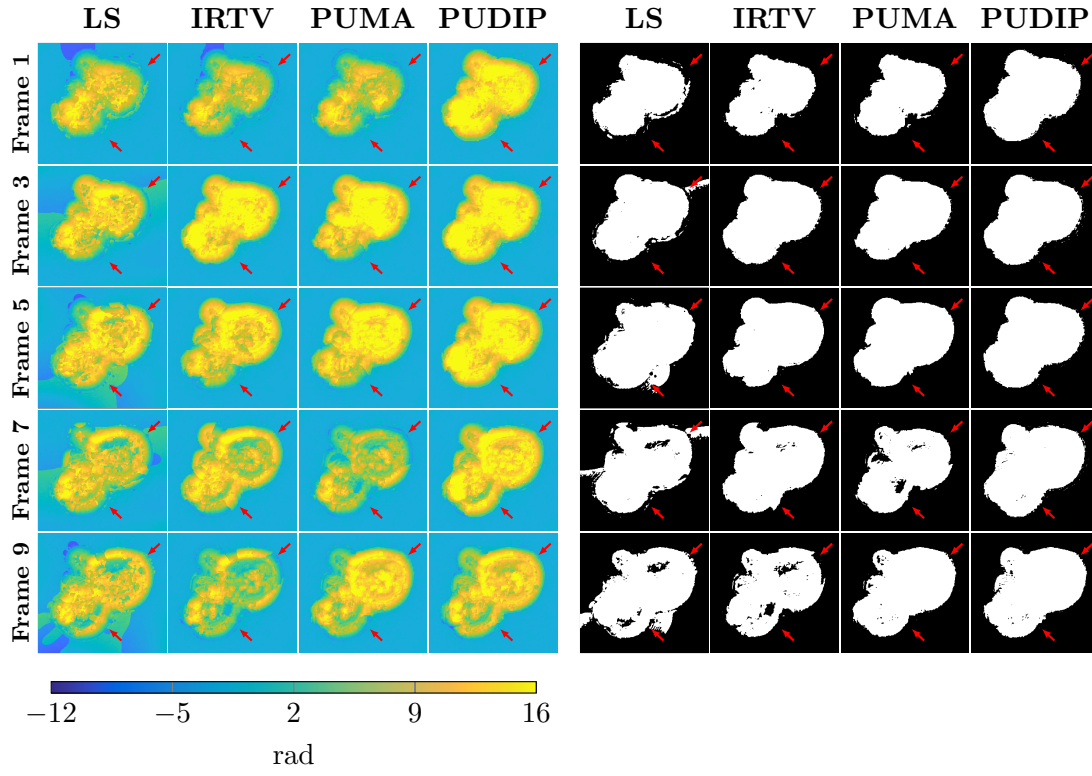 LS IRTV PUMA PUDIP LS IRTV PUMA PUDIP
Frame 1
Frame 3
Frame 5
Frame 7
Frame 9
−12 −5 2 9 16
rad